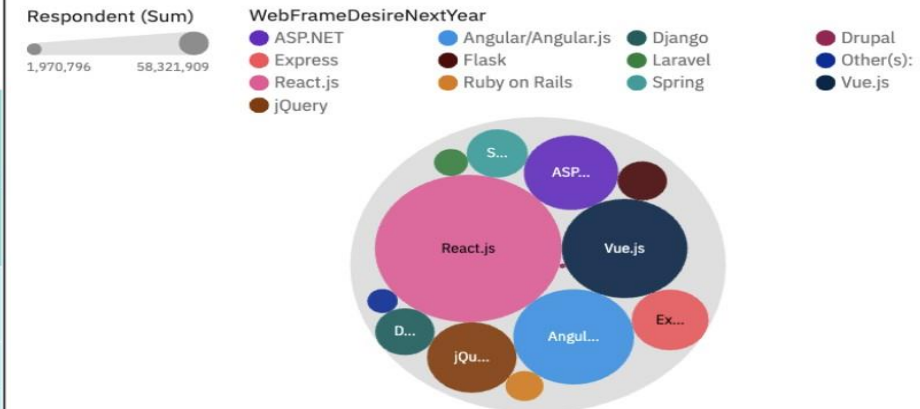 Respondent (Sum)
1,970,796 58,321,909
WebFrameDesireNextYear
ASP.NET Angular/Angular.js Django Drupal
Express Flask Laravel Other(s):
React.js Ruby on Rails Spring Vue.js
jQuery
S...
ASP...
React.js
Vue.js
Ex...
D...
Angul...
jQu...